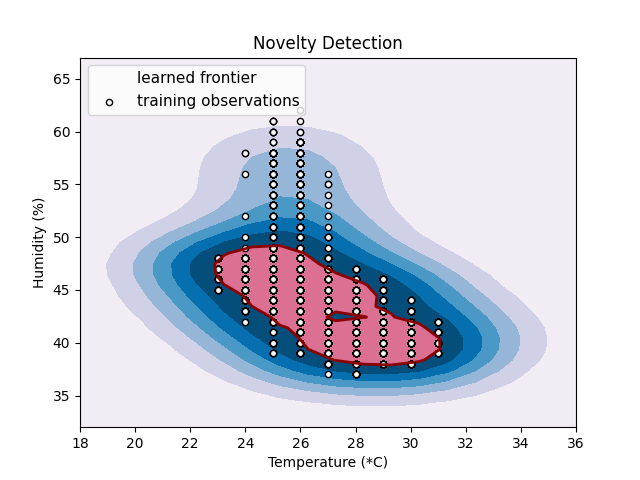 Novelty Detection
learned frontier
training observations
65
60
55
50
45
40
35
Humidity (%)
18 20 22 24 26 28 30 32 34 36
Temperature (*C)